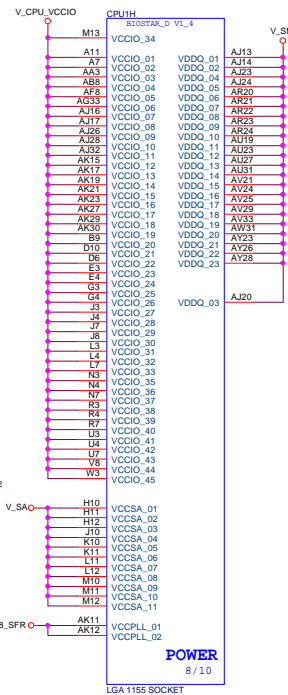 V_CPU_VCCIO
CPU1H
BIOSTAR_D V1_4
V_SM
M13 VCCIO_34
A11 VCCIO_01 VDDQ_01 AJ13
A7 VCCIO_02 VDDQ_02 AJ14
AA3 VCCIO_03 VDDQ_04 AJ23
AB8 VCCIO_04 VDDQ_05 AJ24
AF8 VCCIO_05 VDDQ_06 AR20
AG33 VCCIO_06 VDDQ_07 AR21
AJ16 VCCIO_07 VDDQ_08 AR22
AJ17 VCCIO_08 VDDQ_09 AR23
AJ26 VCCIO_09 VDDQ_10 AR24
AJ28 VCCIO_10 VDDQ_11 AU19
AJ32 VCCIO_11 VDDQ_12 AU23
AK15 VCCIO_12 VDDQ_13 AU27
AK17 VCCIO_13 VDDQ_14 AU31
AK19 VCCIO_14 VDDQ_15 AV21
AK21 VCCIO_15 VDDQ_16 AV24
AK23 VCCIO_16 VDDQ_17 AV25
AK27 VCCIO_17 VDDQ_18 AV29
AK29 VCCIO_18 VDDQ_19 AV33
AK30 VCCIO_19 VDDQ_20 AW31
B9 VCCIO_20 VDDQ_21 AY23
D10 VCCIO_21 VDDQ_22 AY26
D6 VCCIO_22 VDDQ_23 AY28
E3 VCCIO_23
E4 VCCIO_24
G3 VCCIO_25
G4 VCCIO_26 VDDQ_03 AJ20
J3 VCCIO_27
J4 VCCIO_28
J7 VCCIO_29
J8 VCCIO_30
L3 VCCIO_31
L4 VCCIO_32
L7 VCCIO_33
N3 VCCIO_35
N4 VCCIO_36
N7 VCCIO_37
R3 VCCIO_38
R4 VCCIO_39
R7 VCCIO_40
U3 VCCIO_41
U4 VCCIO_42
U7 VCCIO_43
V8 VCCIO_44
W3 VCCIO_45
2
V_SA H10 VCCSA_01
H11 VCCSA_02
H12 VCCSA_03
J10 VCCSA_04
K10 VCCSA_05
K11 VCCSA_06
L11 VCCSA_07
L12 VCCSA_08
M10 VCCSA_09
M11 VCCSA_10
M12 VCCSA_11
8_SFR AK11 VCCPLL_01
AK12 VCCPLL_02
POWER
8/10
LGA 1155 SOCKET